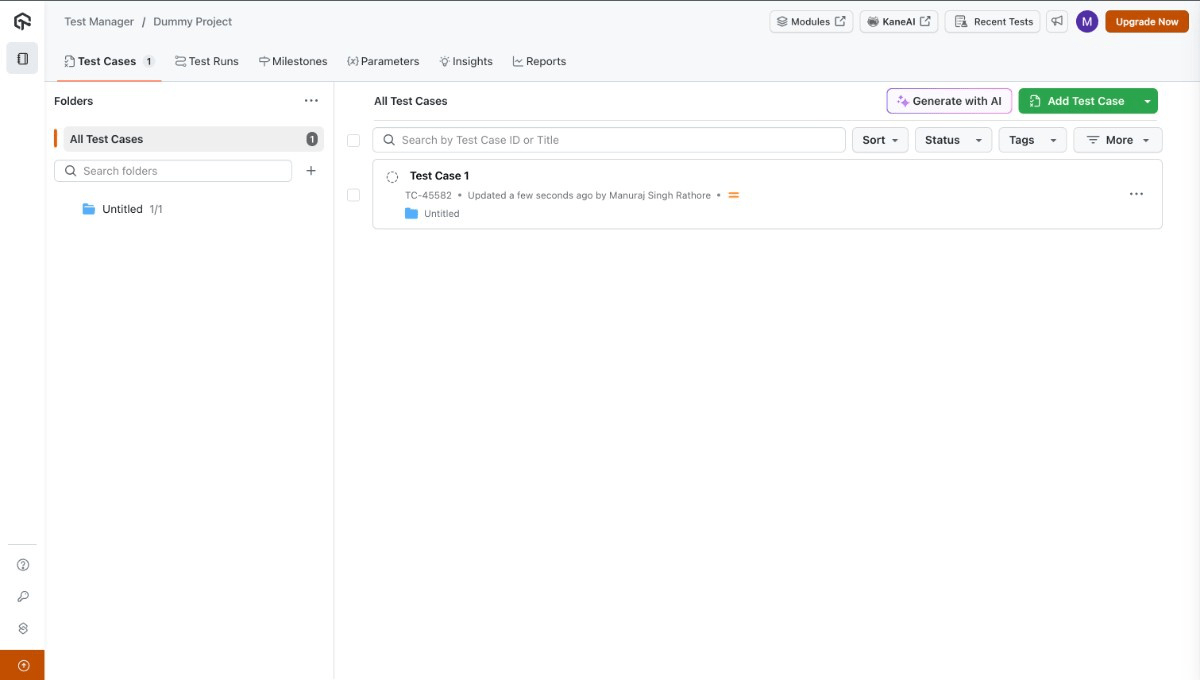 Test Manager / Dummy Project
Modules
KaneAI
Recent Tests
M
Upgrade Now
Test Cases 1
Test Runs
Milestones
Parameters
Insights
Reports
Folders
All Test Cases
Generate with AI
Add Test Case
All Test Cases 1
Search by Test Case ID or Title
Sort
Status
Tags
More
Search folders
Untitled 1/1
Test Case 1
TC-45582 • Updated a few seconds ago by Manuraj Singh Rathore •
Untitled